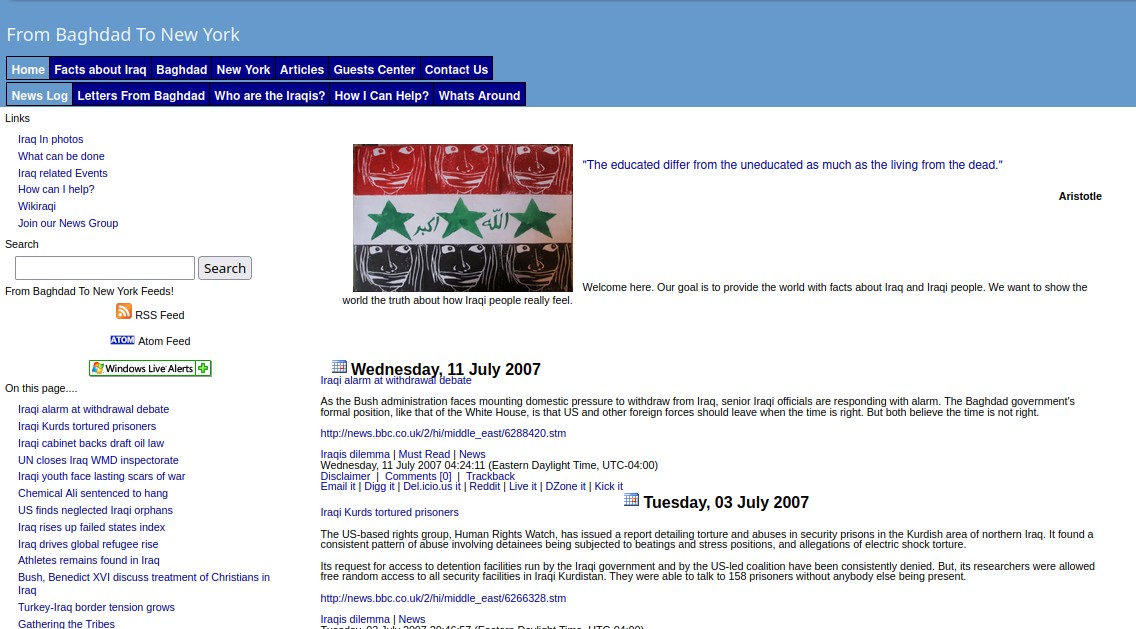 From Baghdad To New York
Home Facts about Iraq Baghdad New York Articles Guests Center Contact Us
News Log Letters From Baghdad Who are the Iraqis? How I Can Help? Whats Around
Links
Iraq In photos
What can be done
Iraq related Events
How can I help?
Wikiraqi
Join our News Group
Search
Search
From Baghdad To New York Feeds!
RSS Feed
ATOM Atom Feed
Windows Live Alerts
On this page....
Iraqi alarm at withdrawal debate
Iraqi Kurds tortured prisoners
Iraqi cabinet backs draft oil law
UN closes Iraq WMD inspectorate
Iraqi youth face lasting scars of war
Chemical Ali sentenced to hang
US finds neglected Iraqi orphans
Iraq rises up failed states index
Iraq drives global refugee rise
Athletes remains found in Iraq
Bush, Benedict XVI discuss treatment of Christians in
Iraq
Turkey-Iraq border tension grows
Gathering the Tribes
الله اكبر
"The educated differ from the uneducated as much as the living from the dead."
Aristotle
Welcome here. Our goal is to provide the world with facts about Iraq and Iraqi people. We want to show the
world the truth about how Iraqi people really feel.
Wednesday, 11 July 2007
Iraqi alarm at withdrawal debate
As the Bush administration faces mounting domestic pressure to withdraw from Iraq, senior Iraqi officials are responding with alarm. The Baghdad government's
formal position, like that of the White House, is that US and other foreign forces should leave when the time is right. But both believe the time is not right.
http://news.bbc.co.uk/2/hi/middle_east/6288420.stm
Iraqis dilemma | Must Read | News
Wednesday, 11 July 2007 04:24:11 (Eastern Daylight Time, UTC-04:00)
Disclaimer | Comments [0] | Trackback
Email it | Digg it | Del.icio.us it | Reddit | Live it | DZone it | Kick it
Tuesday, 03 July 2007
Iraqi Kurds tortured prisoners
The US-based rights group, Human Rights Watch, has issued a report detailing torture and abuses in security prisons in the Kurdish area of northern Iraq. It found a
consistent pattern of abuse involving detainees being subjected to beatings and stress positions, and allegations of electric shock torture.
Its request for access to detention facilities run by the Iraqi government and by the US-led coalition have been consistently denied. But, its researchers were allowed
free random access to all security facilities in Iraqi Kurdistan. They were able to talk to 158 prisoners without anybody else being present.
http://news.bbc.co.uk/2/hi/middle_east/6266328.stm
Iraqis dilemma | News
Tuesday, 03 July 2007 20:46:57 (Eastern Daylight Time, UTC-04:00)